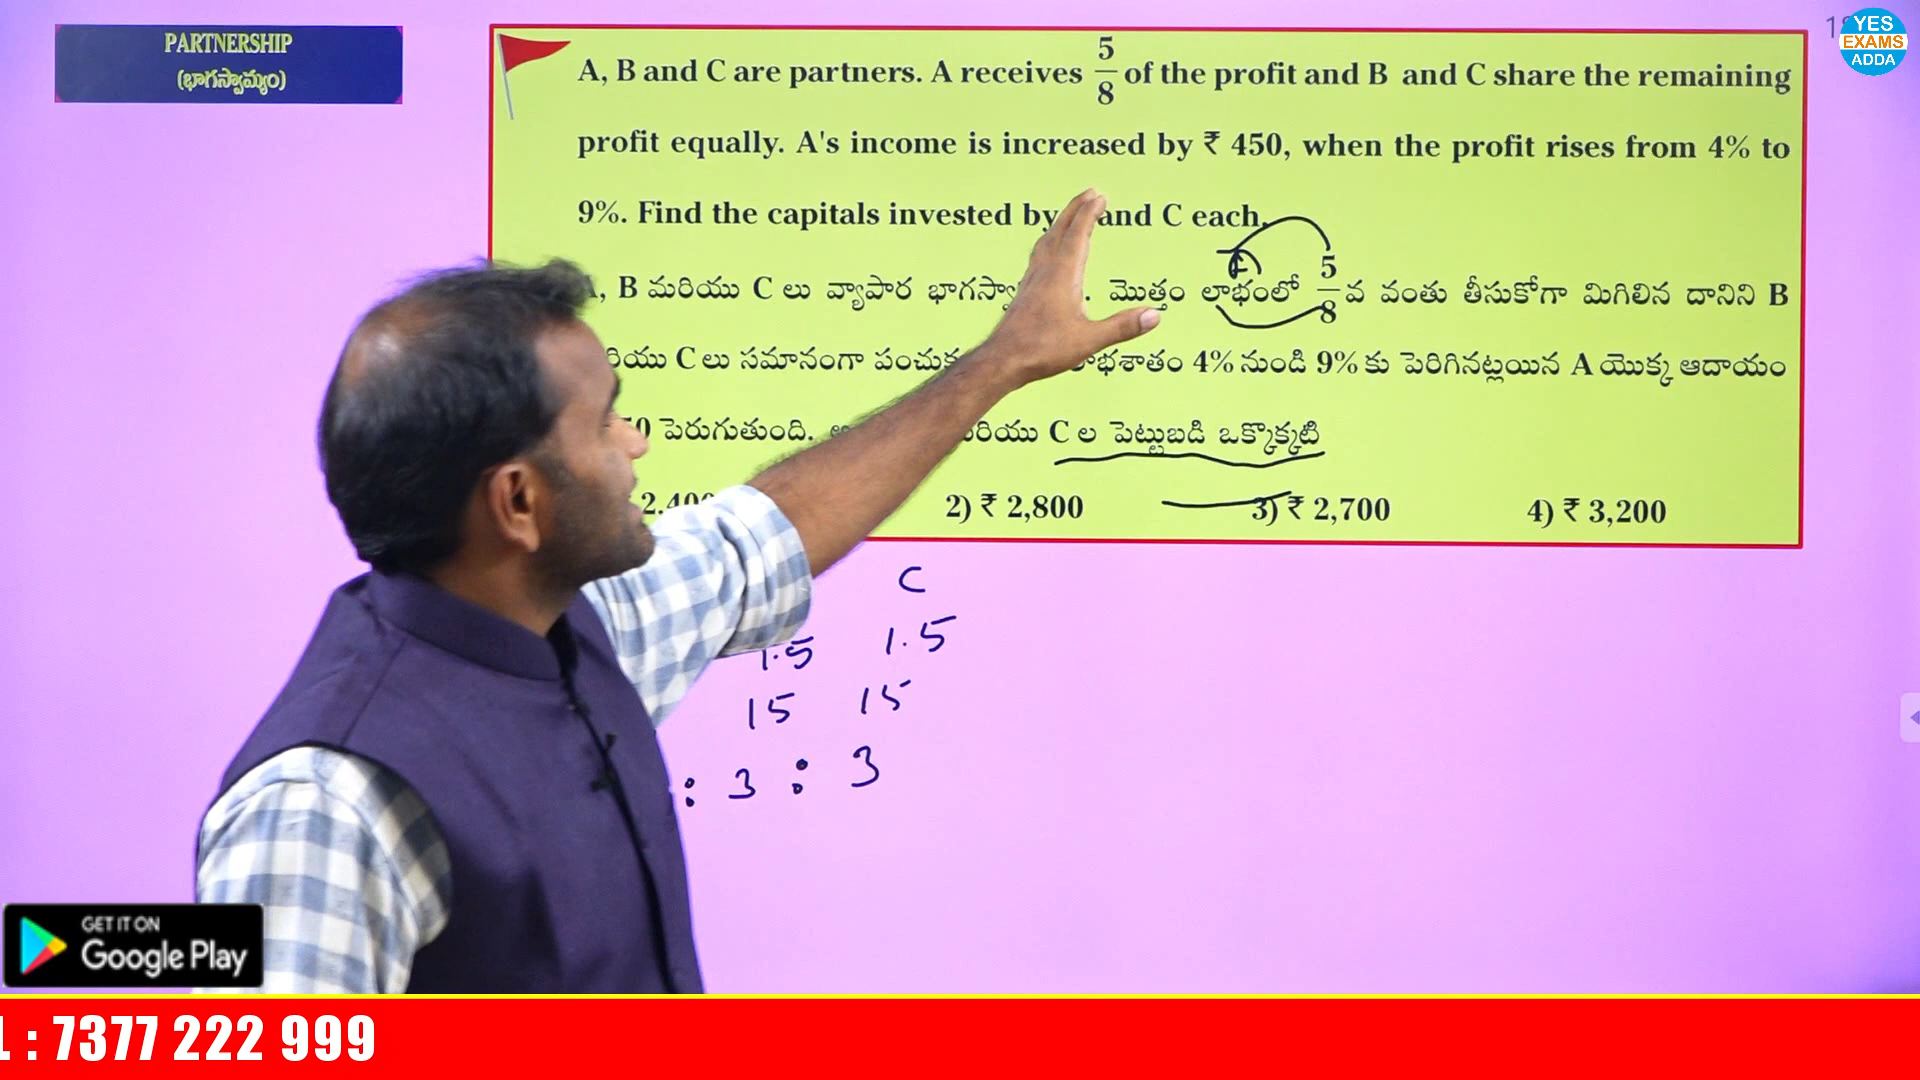 PARTNERSHIP
(భాగస్వామ్యం)
YES
EXAMS
ADDA
A, B and C are partners. A receives 5/8 of the profit and B and C share the remaining
profit equally. A's income is increased by ₹ 450, when the profit rises from 4% to
9%. Find the capitals invested by and C each.
, B మరియు C లు వ్యాపార మొత్తం లాభంలో 5/8 వ వంతు తీసుకోగా మిగిలిన దానిని B
C లు సమానంగా 4% నుండి 9% కు పెరిగినట్లయిన A యొక్క ఆదాయం
పెరుగుతుంది. C ల పెట్టుబడి ఒక్కొక్కటి
2) ₹ 2,800 3) ₹ 2,700 4) ₹ 3,200
C
1.5 1.5
15 15
: 3 : 3
GET IT ON
Google Play
: 7377 222 999